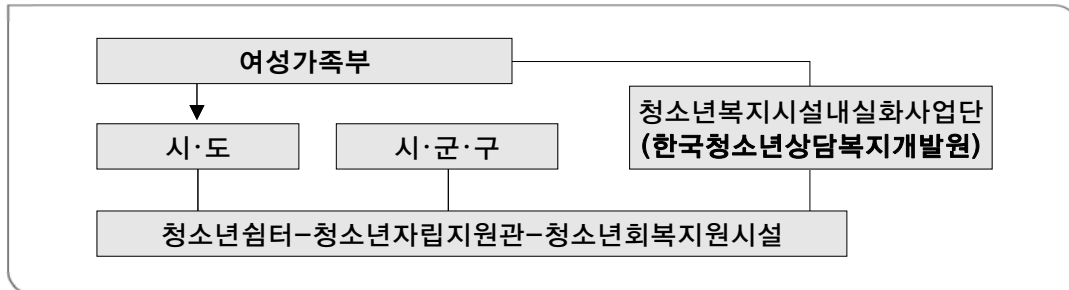 여성가족부
청소년복지시설내실화사업단
(한국청소년상담복지개발원)
시·도
시·군·구
청소년쉼터-청소년자립지원관-청소년회복지원시설